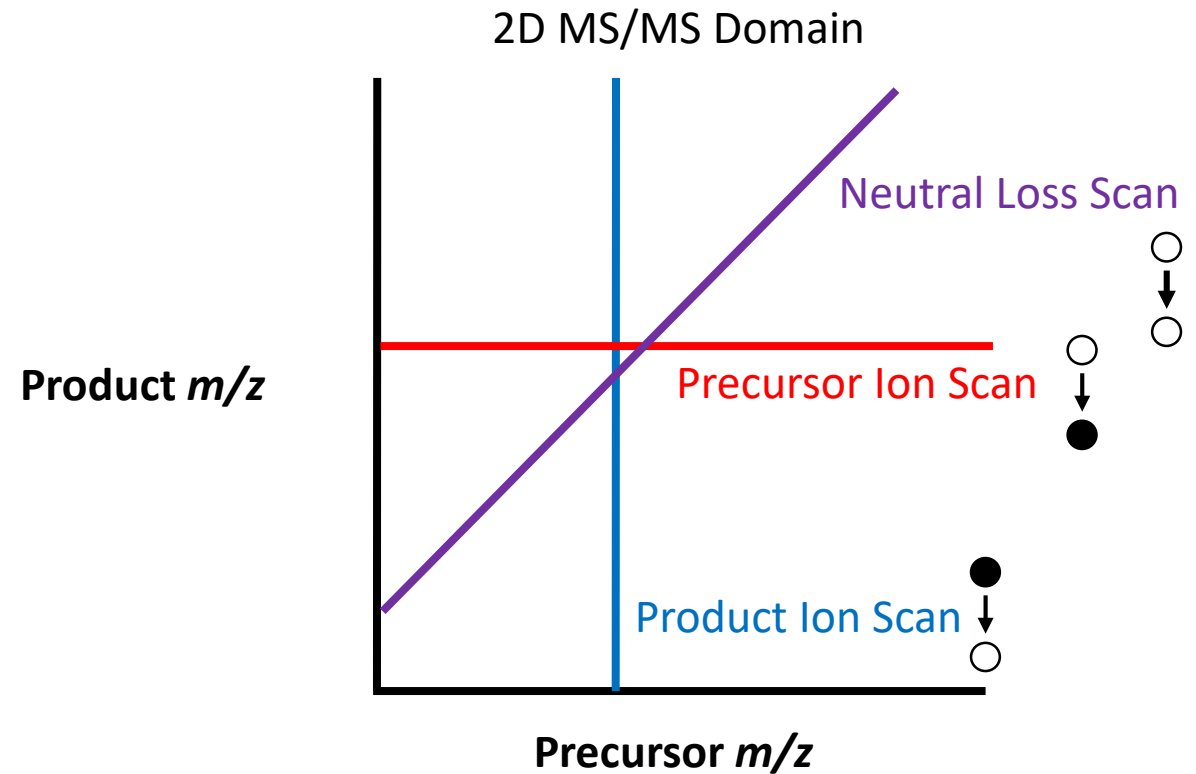 2D MS/MS Domain
Neutral Loss Scan
Product m/z
Precursor Ion Scan
Product Ion Scan
Precursor m/z